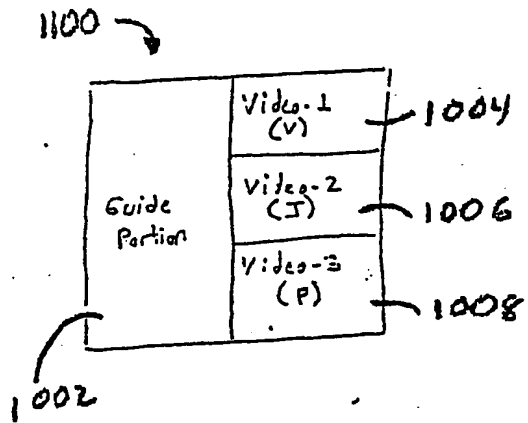 1100
Video-1
(V)
1004
Guide
Portion
Video-2
(J)
1006
Video-3
(P)
1008
1002